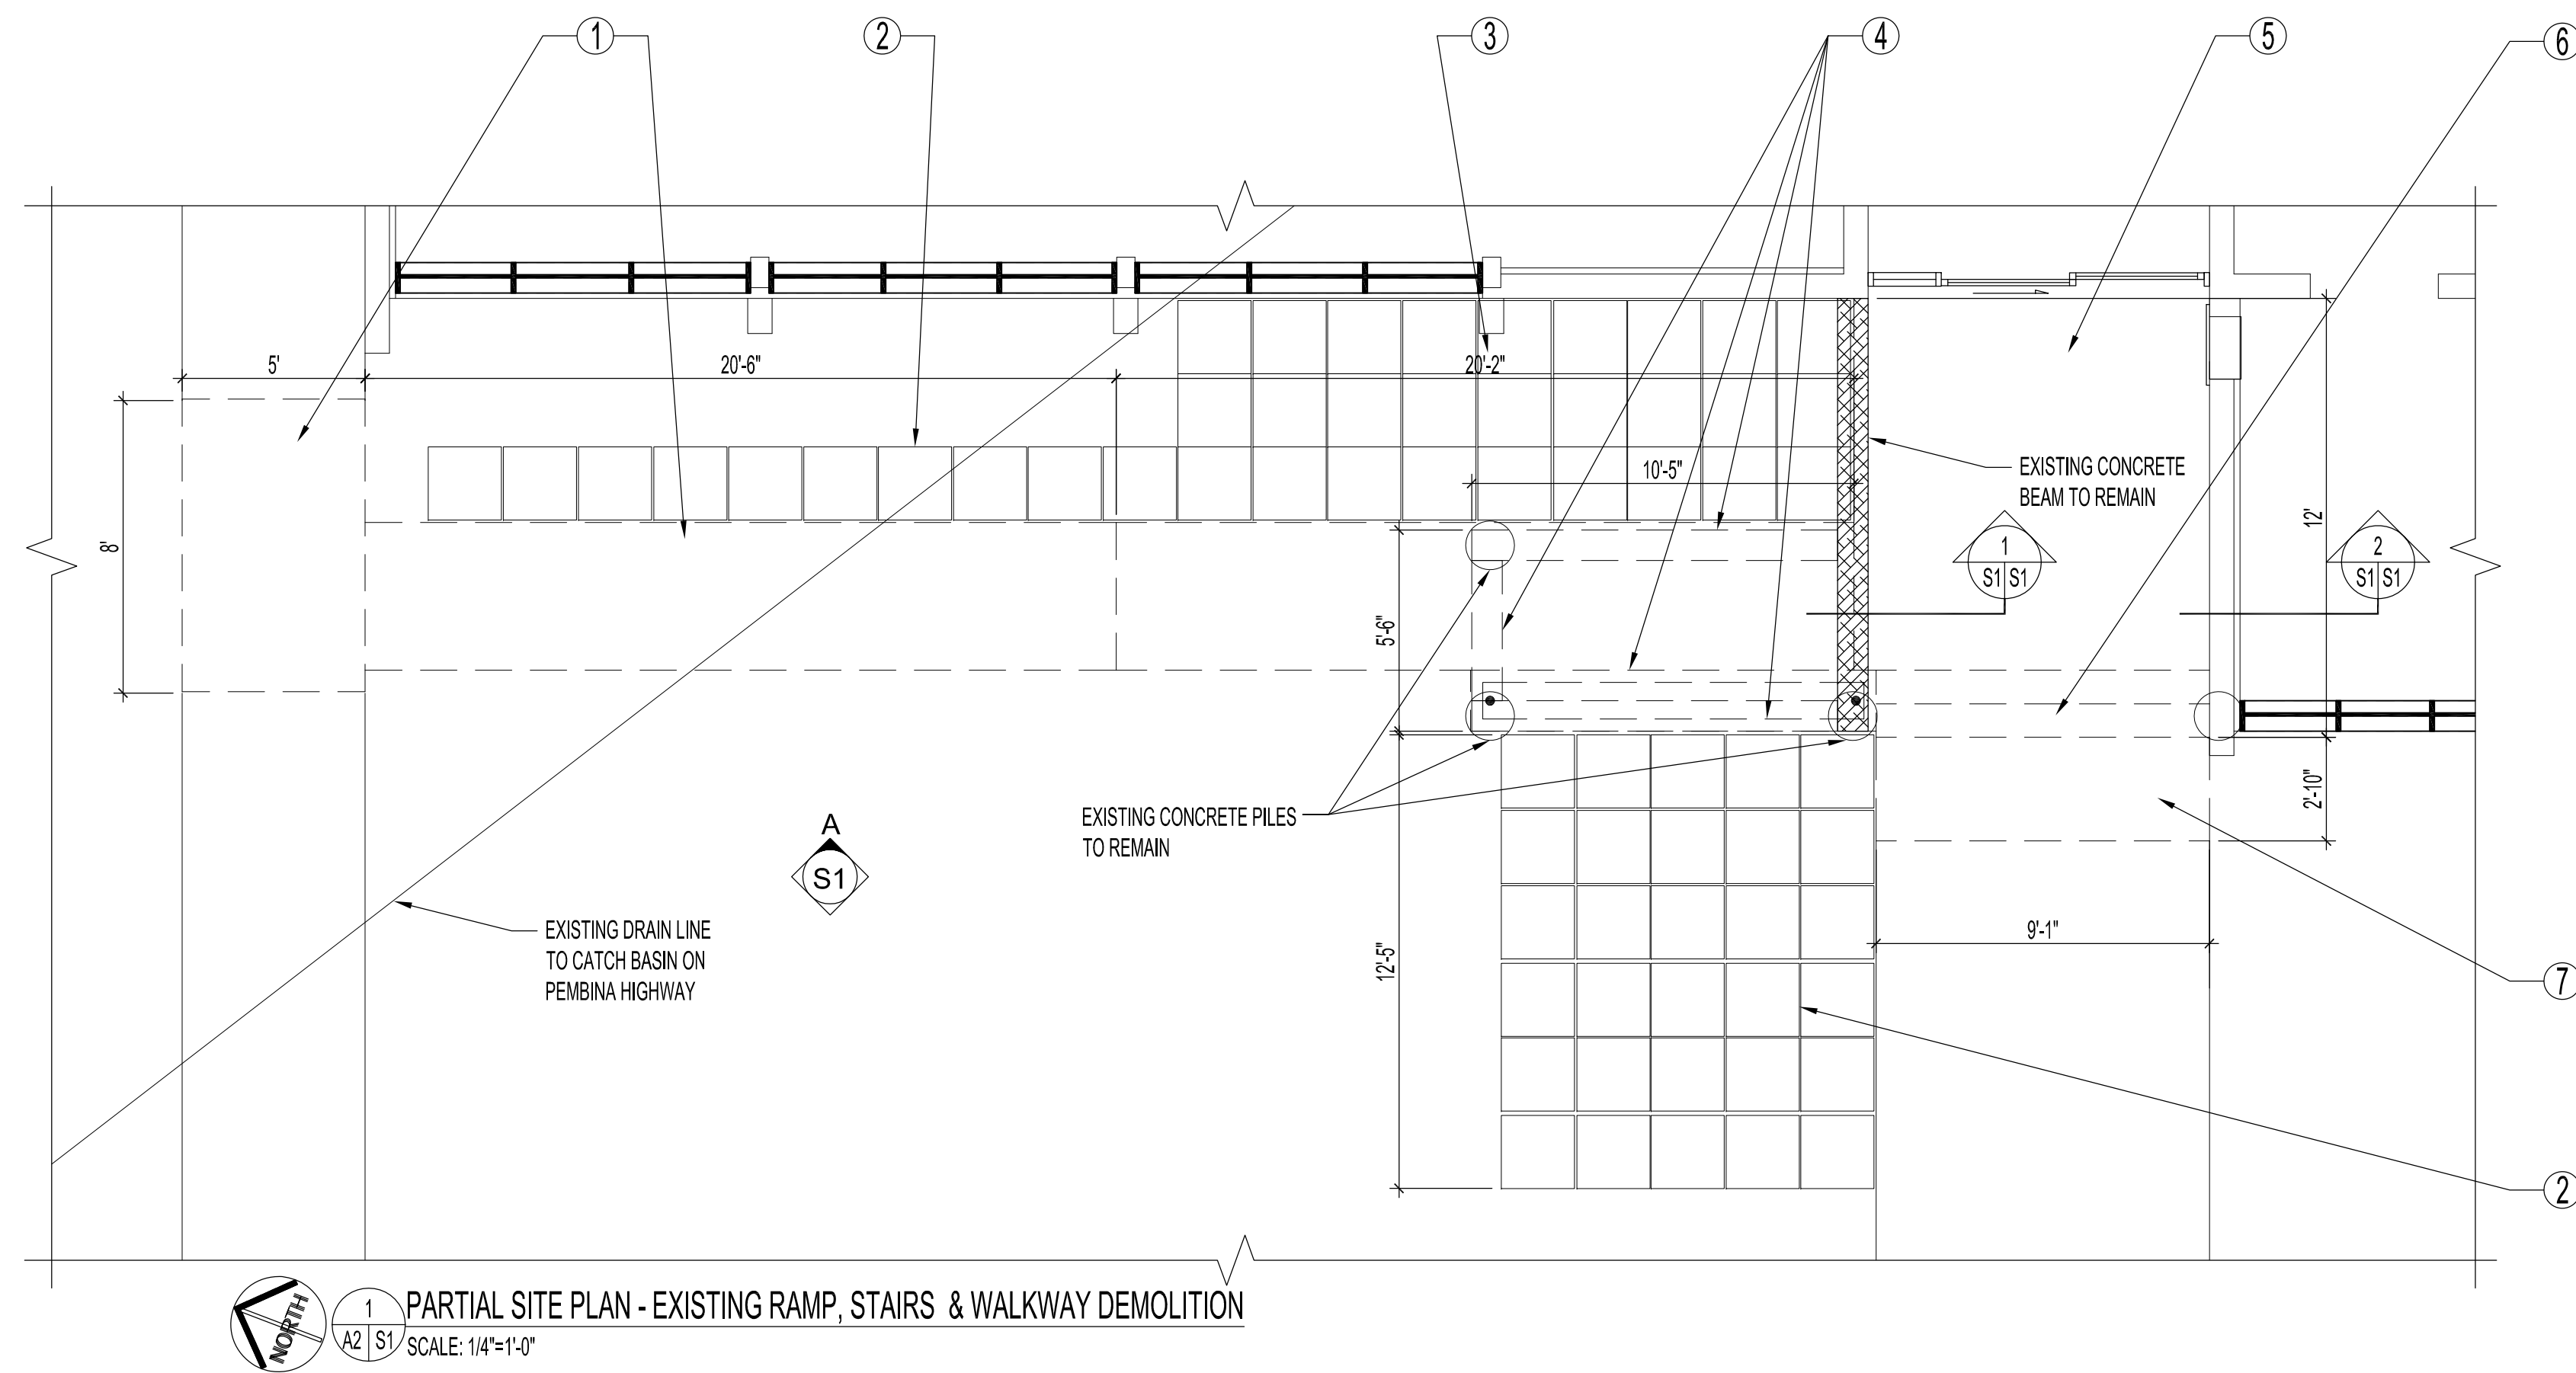 1
2
3
4
5
6
5'
20'-6"
20'-2"
10'-5"
EXISTING CONCRETE
BEAM TO REMAIN
8'
12'
1
S1 S1
2
S1 S1
5'-6"
2'-10"
EXISTING CONCRETE PILES
TO REMAIN
A
S1
EXISTING DRAIN LINE
TO CATCH BASIN ON
PEMBINA HIGHWAY
12'-5"
9'-1"
7
2
NORTH
1
A2 S1
PARTIAL SITE PLAN - EXISTING RAMP, STAIRS & WALKWAY DEMOLITION
SCALE: 1/4"=1'-0"